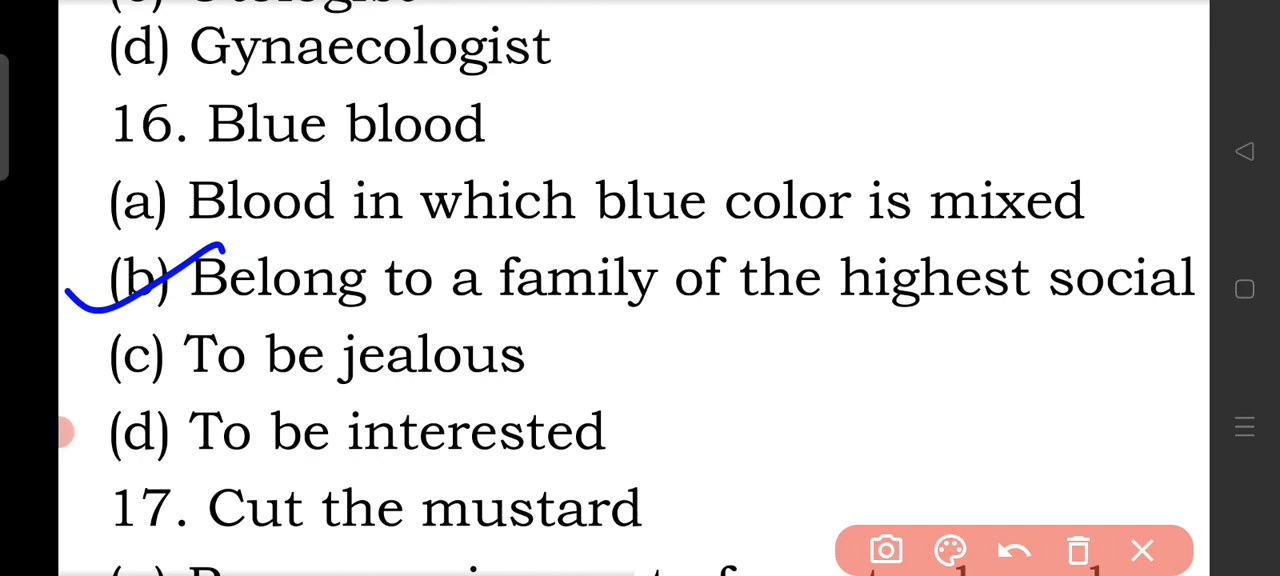 (d) Gynaecologist
16. Blue blood
(a) Blood in which blue color is mixed
(b) Belong to a family of the highest social
(c) To be jealous
(d) To be interested
17. Cut the mustard